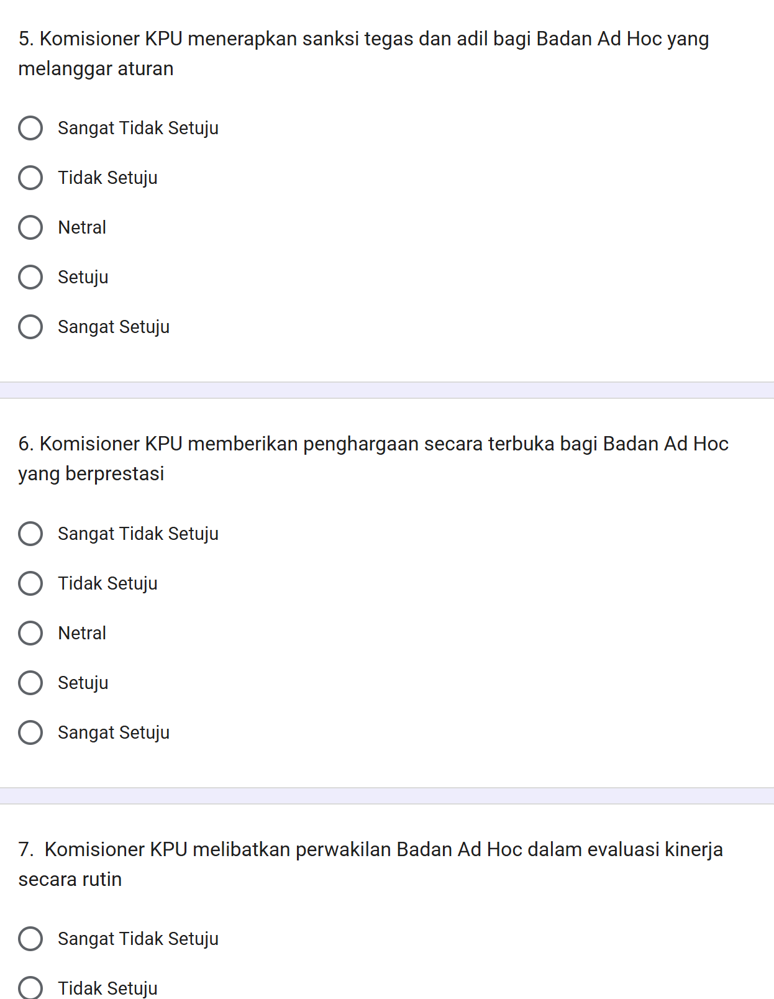 5. Komisioner KPU menerapkan sanksi tegas dan adil bagi Badan Ad Hoc yang
melanggar aturan
Sangat Tidak Setuju
Tidak Setuju
Netral
Setuju
Sangat Setuju
6. Komisioner KPU memberikan penghargaan secara terbuka bagi Badan Ad Hoc
yang berprestasi
Sangat Tidak Setuju
Tidak Setuju
Netral
Setuju
Sangat Setuju
7.  Komisioner KPU melibatkan perwakilan Badan Ad Hoc dalam evaluasi kinerja
secara rutin
Sangat Tidak Setuju
Tidak Setuju